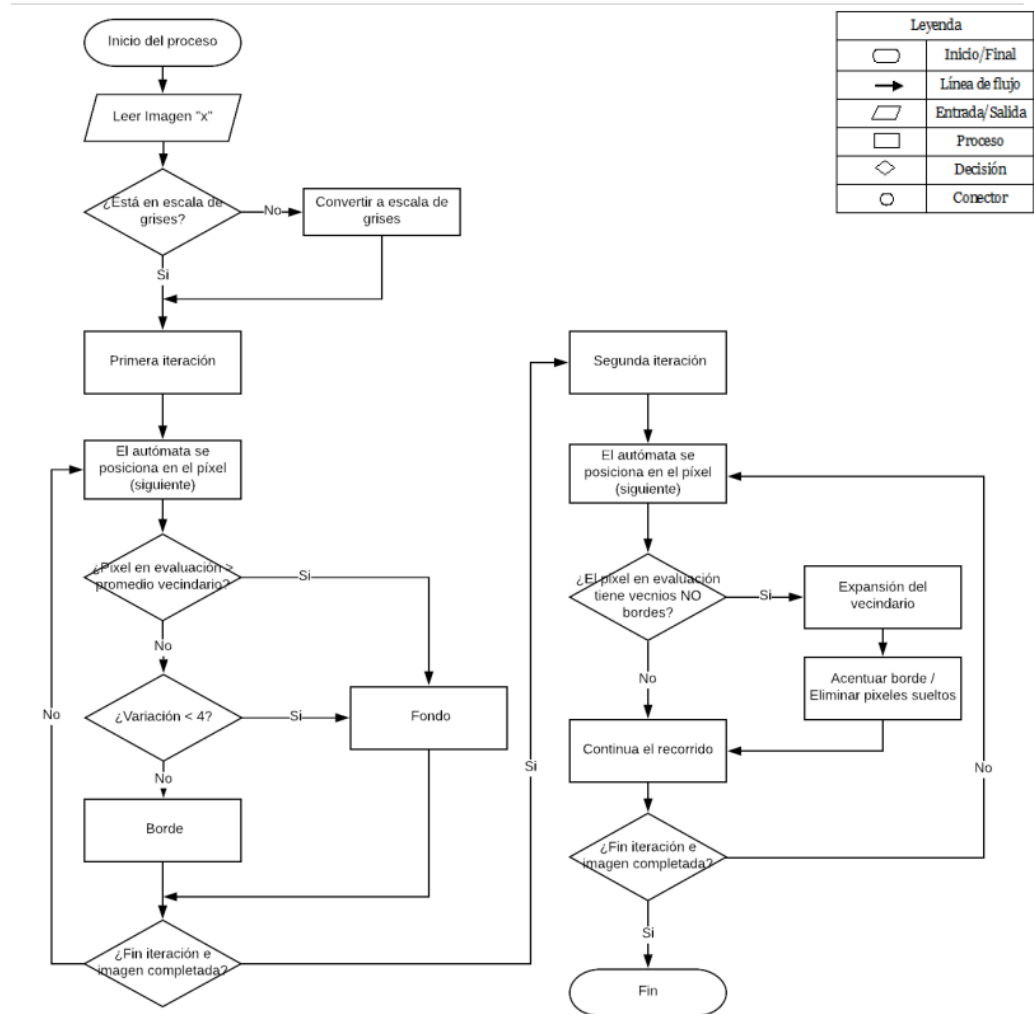 Inicio del proceso
Leer Imagen "x"
¿Está en escala de
grises?
No
Convertir a escala de
grises
Si
Primera iteración
El autómata se
posiciona en el píxel
(siguiente)
¿Pixel en evaluación >
promedio vecindario?
Si
No
¿Variación < 4?
Si
Fondo
No
Borde
No
¿Fin iteración e
imagen completada?
Si
Segunda iteración
El autómata se
posiciona en el píxel
(siguiente)
¿El pixel en evaluación
tiene vecnios NO
bordes?
Si
Expansión del
vecindario
Acentuar borde /
Eliminar pixeles sueltos
No
Continua el recorrido
No
¿Fin iteración e
imagen completada?
Si
Fin
Leyenda
Inicio/Final
Línea de flujo
Entrada/Salida
Proceso
Decisión
Conector